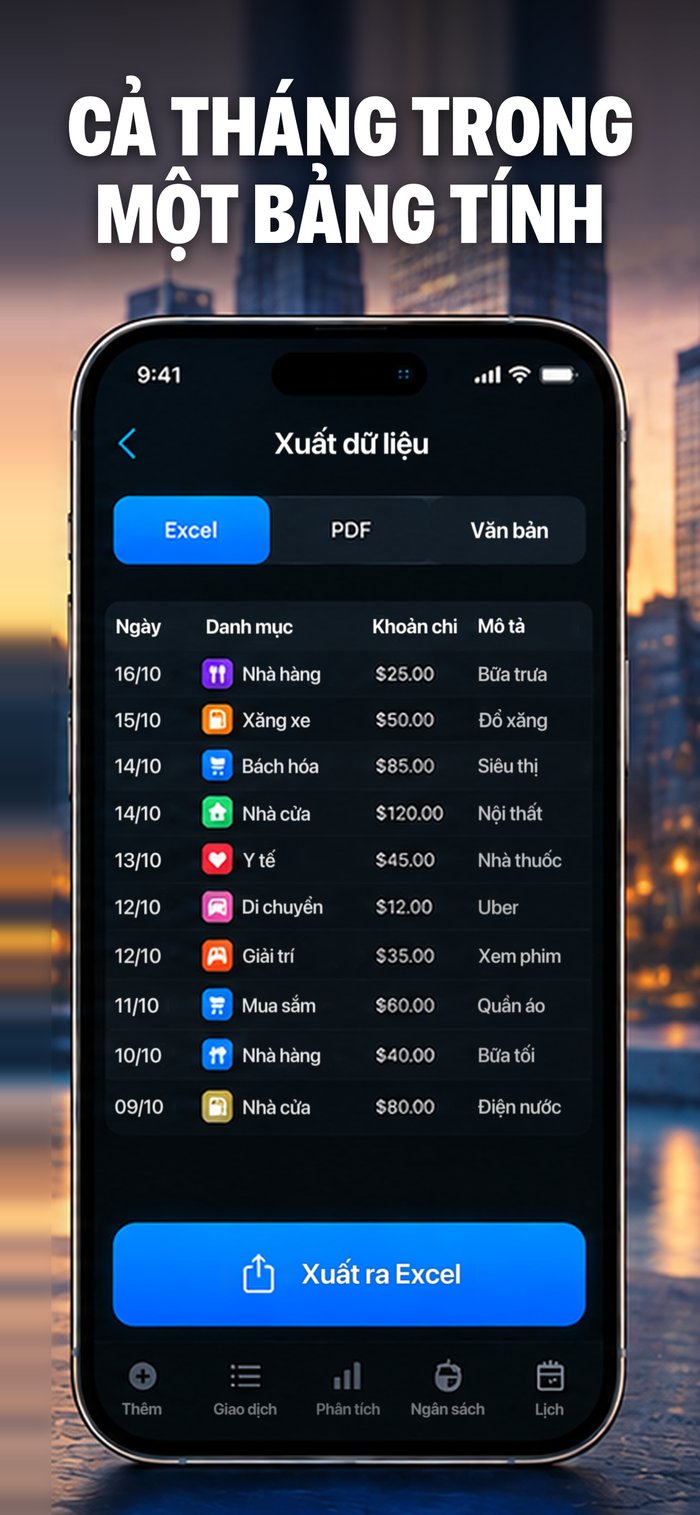 CẢ THÁNG TRONG
MỘT BẢNG TÍNH
9:41
Xuất dữ liệu
Excel PDF Văn bản
Ngày Danh mục Khoản chi Mô tả
16/10 Nhà hàng $25.00 Bữa trưa
15/10 Xăng xe $50.00 Đổ xăng
14/10 Bách hóa $85.00 Siêu thị
14/10 Nhà cửa $120.00 Nội thất
13/10 Y tế $45.00 Nhà thuốc
12/10 Di chuyển $12.00 Uber
12/10 Giải trí $35.00 Xem phim
11/10 Mua sắm $60.00 Quần áo
10/10 Nhà hàng $40.00 Bữa tối
09/10 Nhà cửa $80.00 Điện nước
Xuất ra Excel
Thêm Giao dịch Phân tích Ngân sách Lịch